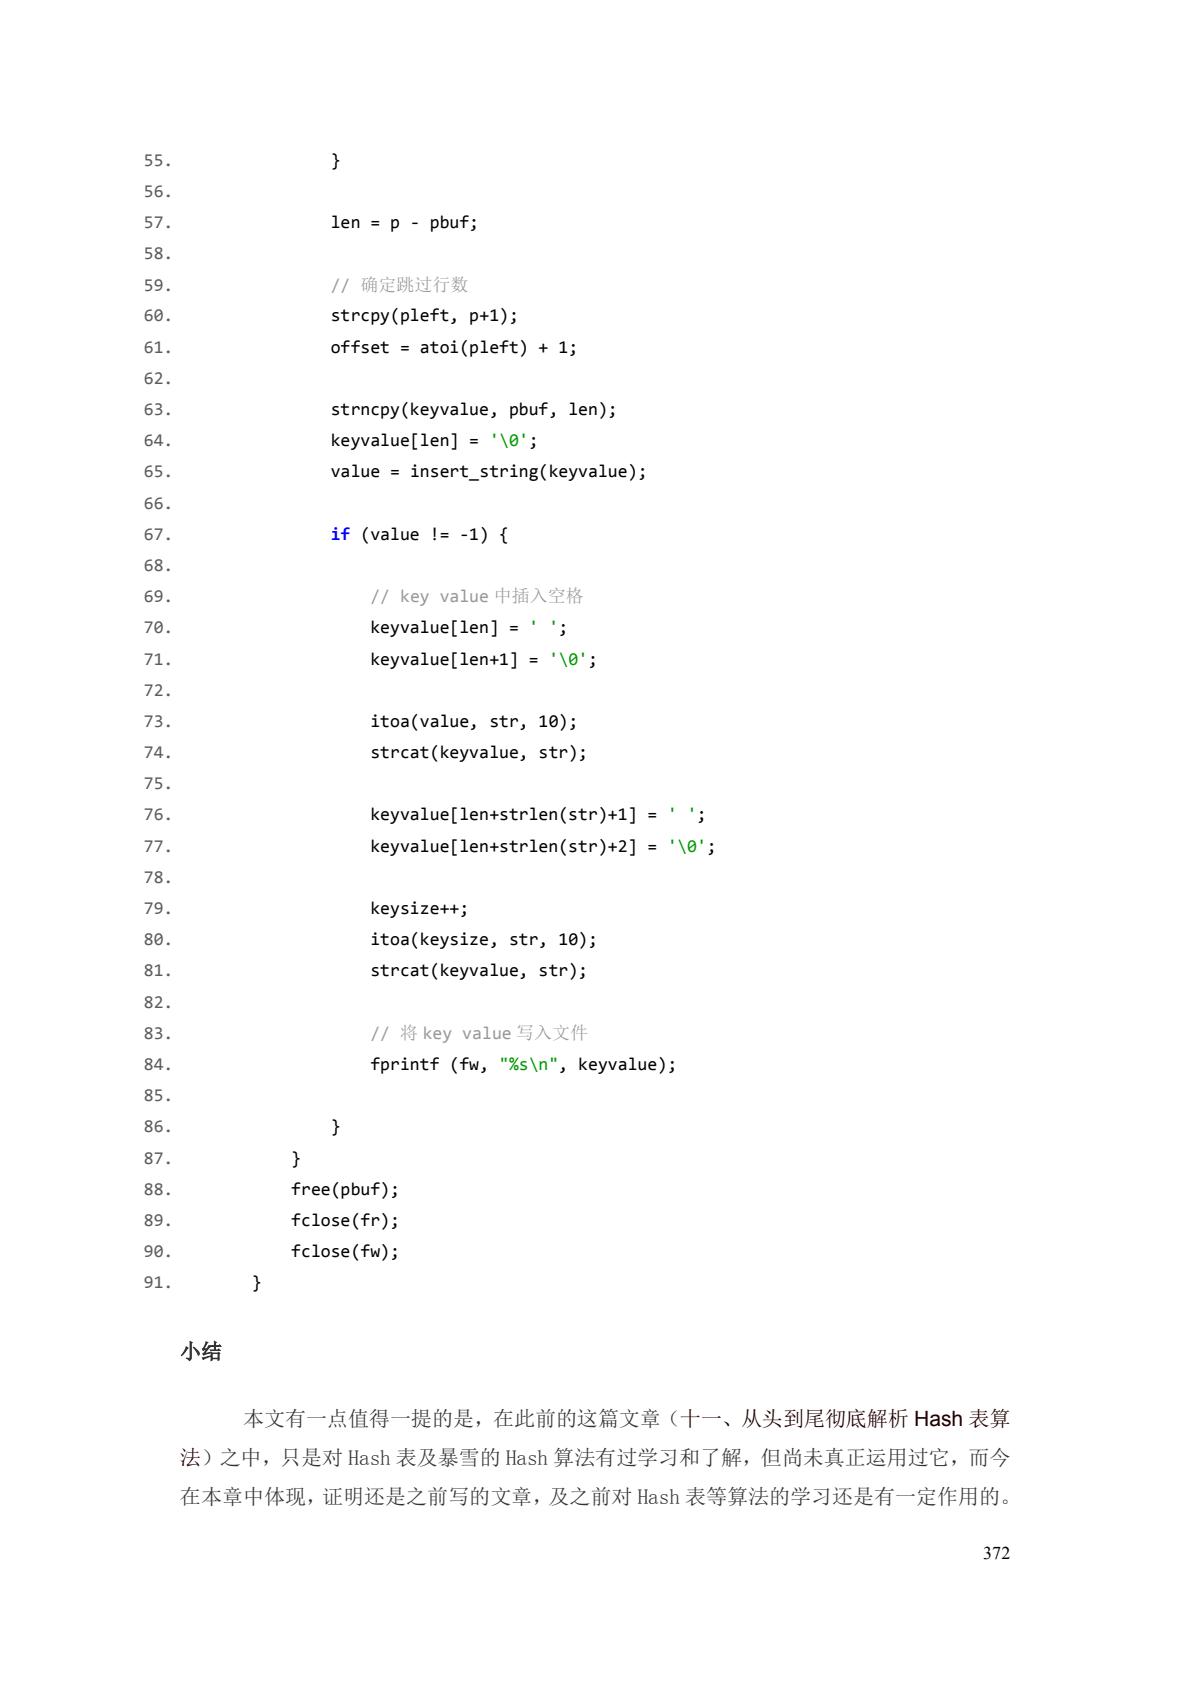 55. }
56.
57. len = p - pbuf;
58.
59. // 确定跳过行数
60. strcpy(pleft, p+1);
61. offset = atoi(pleft) + 1;
62.
63. strncpy(keyvalue, pbuf, len);
64. keyvalue[len] = '\0';
65. value = insert_string(keyvalue);
66.
67. if (value != -1) {
68.
69. // key value 中插入空格
70. keyvalue[len] = ' ';
71. keyvalue[len+1] = '\0';
72.
73. itoa(value, str, 10);
74. strcat(keyvalue, str);
75.
76. keyvalue[len+strlen(str)+1] = ' ';
77. keyvalue[len+strlen(str)+2] = '\0';
78.
79. keysize++;
80. itoa(keysize, str, 10);
81. strcat(keyvalue, str);
82.
83. // 将 key value 写入文件
84. fprintf (fw, "%s\n", keyvalue);
85.
86. }
87. }
88. free(pbuf);
89. fclose(fr);
90. fclose(fw);
91. }
小结
本文有一点值得一提的是，在此前的这篇文章（十一、从头到尾彻底解析 Hash 表算
法）之中，只是对 Hash 表及暴雪的 Hash 算法有过学习和了解，但尚未真正运用过它，而今
在本章中体现，证明还是之前写的文章，及之前对 Hash 表等算法的学习还是有一定作用的。
372